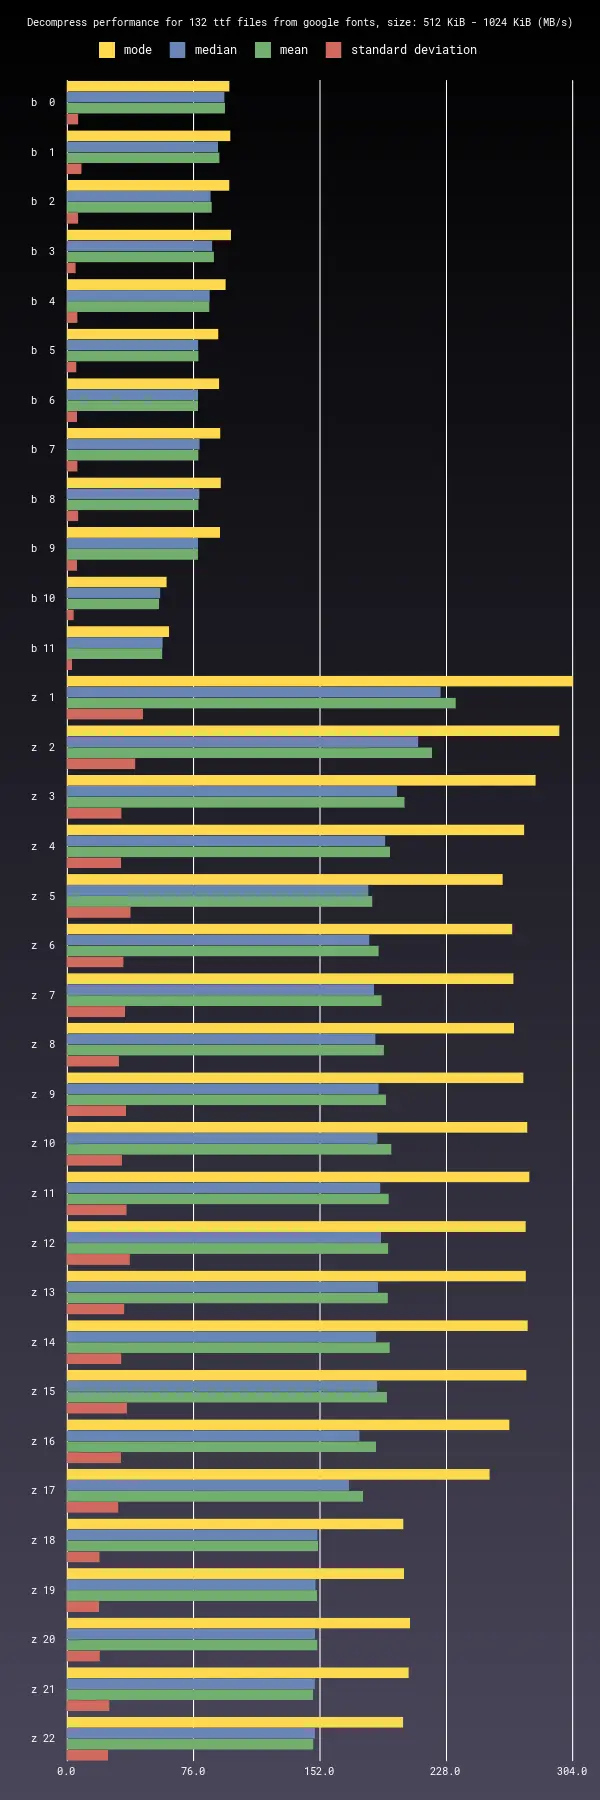 Decompress performance for 132 ttf files from google fonts, size: 512 KiB - 1024 KiB (MB/s)
mode median mean standard deviation
b 0
b 1
b 2
b 3
b 4
b 5
b 6
b 7
b 8
b 9
b 10
b 11
z 1
z 2
z 3
z 4
z 5
z 6
z 7
z 8
z 9
z 10
z 11
z 12
z 13
z 14
z 15
z 16
z 17
z 18
z 19
z 20
z 21
z 22
0.0 76.0 152.0 228.0 304.0